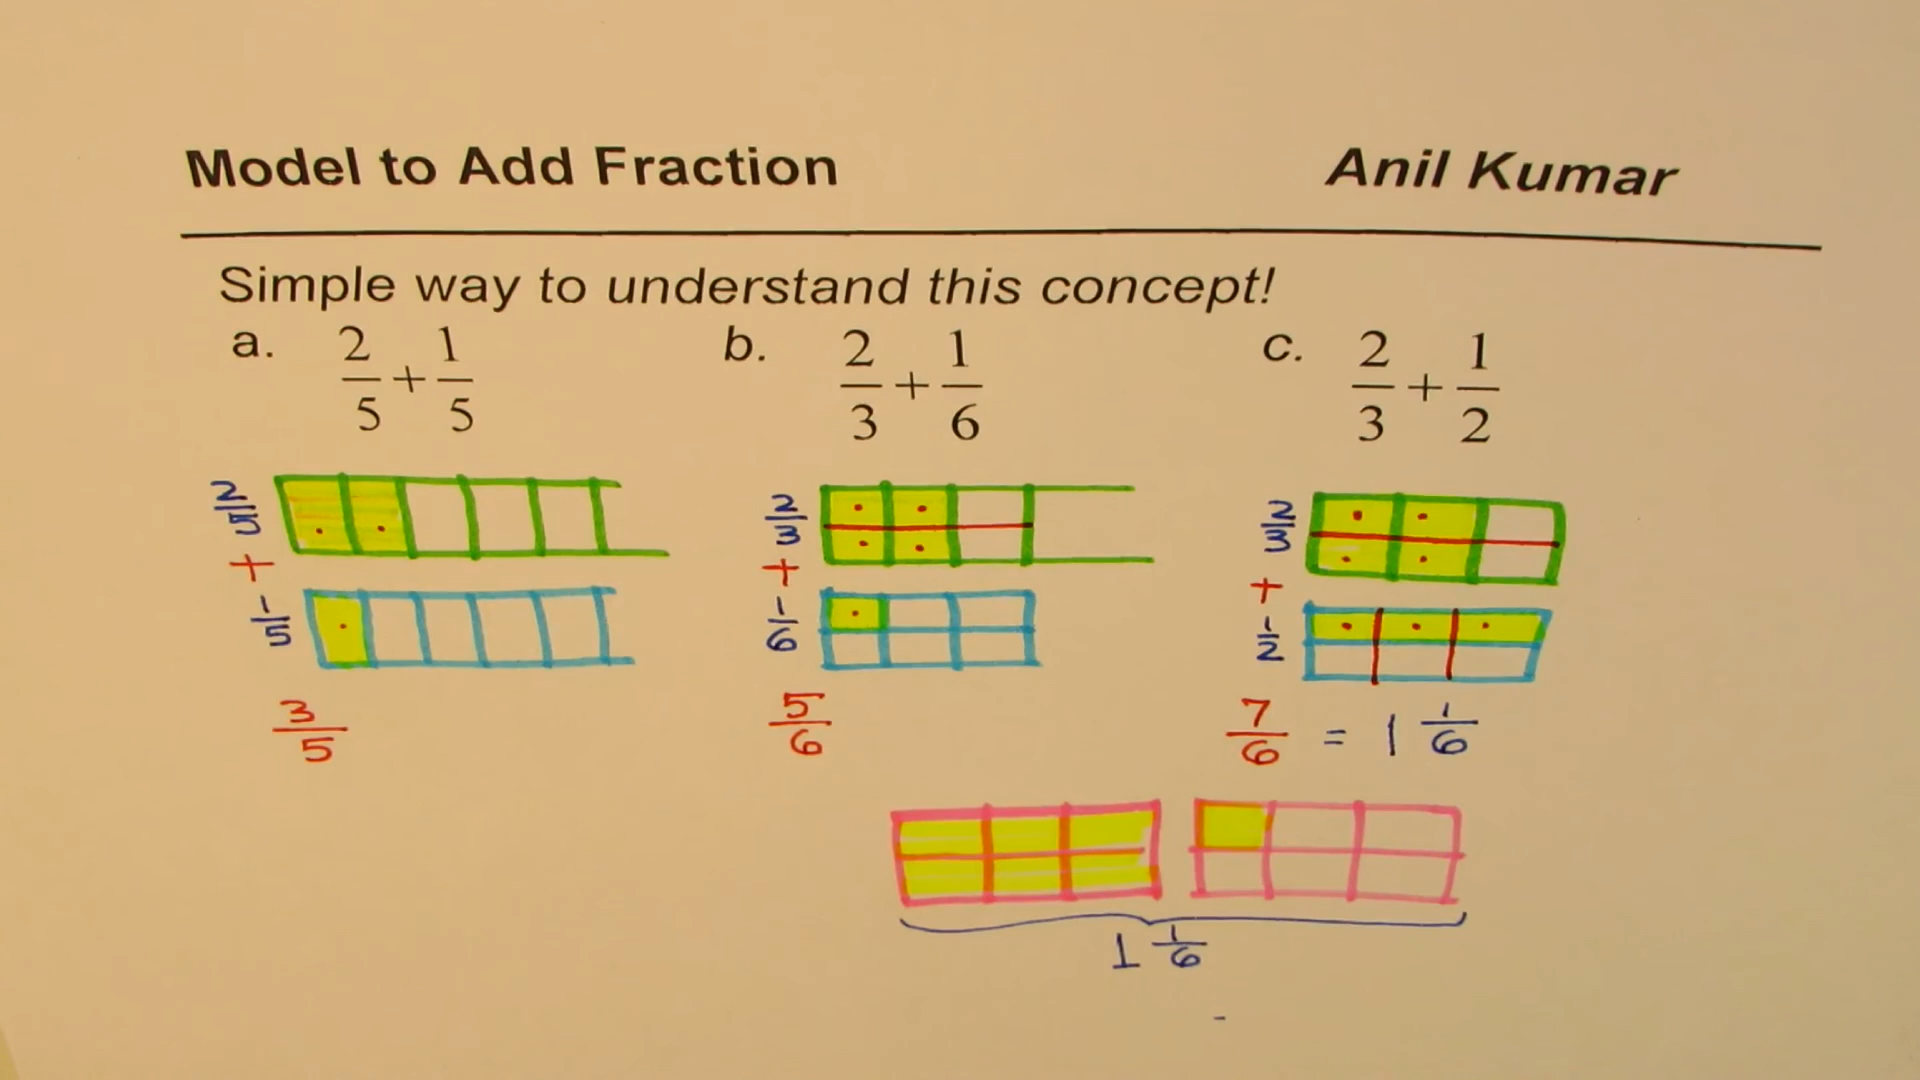 Model to Add Fraction Anil Kumar
Simple way to understand this concept!
a. 2/5 + 1/5 b. 2/3 + 1/6 c. 2/3 + 1/2
2/5 2/3 2/3
+ + +
1/5 1/6 1/2
3/5 5/6 7/6 = 1 1/6
1 1/6